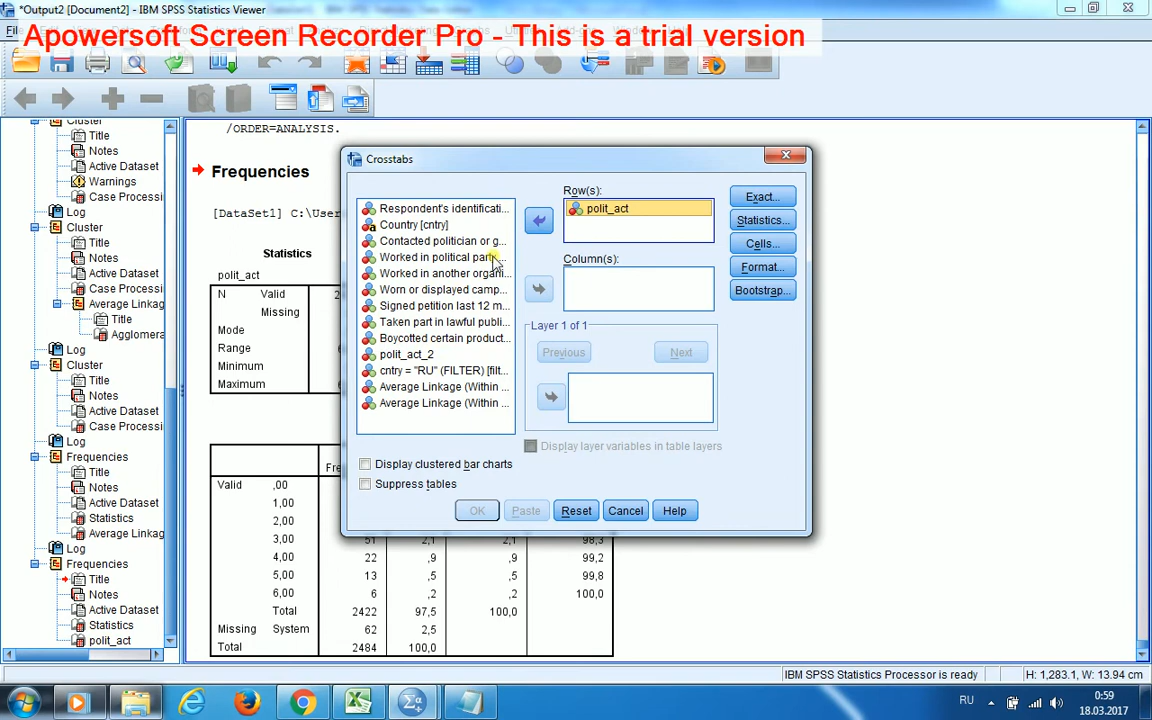 *Output2 [Document2] - IBM SPSS Statistics Viewer
Apowersoft Screen Recorder Pro - This is a trial version
Cluster
Title
Notes
Active Dataset
Warnings
Case Processi
Log
Cluster
Title
Notes
Active Dataset
Case Processi
Average Linkag
Title
Agglomera
Log
Cluster
Title
Notes
Active Dataset
Case Processi
Log
Frequencies
Title
Notes
Active Dataset
Statistics
Average Linkag
Log
Frequencies
Title
Notes
Active Dataset
Statistics
polit_act
/ORDER=ANALYSIS.
Frequencies
[DataSet1] C:\User
Statistics
polit_act
N Valid 2
Missing
Mode
Range
Minimum
Maximum
Fre
Valid ,00
1,00
2,00
3,00 51 2,1 2,1 98,3
4,00 22 ,9 ,9 99,2
5,00 13 ,5 ,5 99,8
6,00 6 ,2 ,2 100,0
Total 2422 97,5 100,0
Missing System 62 2,5
Total 2484 100,0
Crosstabs
Respondent's identificati...
Country [cntry]
Contacted politician or g...
Worked in political party...
Worked in another organi...
Worn or displayed camp...
Signed petition last 12 m...
Taken part in lawful publi...
Boycotted certain product...
polit_act_2
cntry = "RU" (FILTER) [filt...
Average Linkage (Within ...
Average Linkage (Within ...
Row(s):
polit_act
Column(s):
Layer 1 of 1
Previous
Next
Display layer variables in table layers
Exact...
Statistics...
Cells...
Format...
Bootstrap...
Display clustered bar charts
Suppress tables
OK
Paste
Reset
Cancel
Help
IBM SPSS Statistics Processor is ready
H: 1,283.1, W: 13.94 cm
RU
0:59
18.03.2017